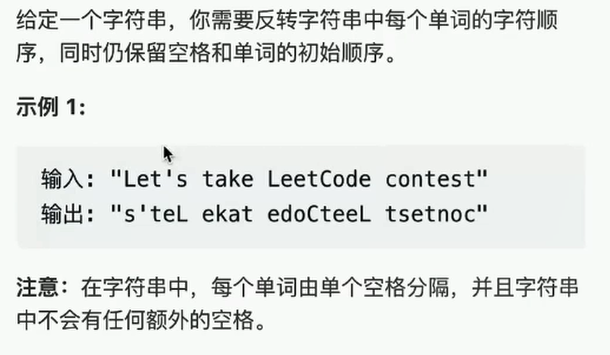 给定一个字符串，你需要反转字符串中每个单词的字符顺
序，同时仍保留空格和单词的初始顺序。
示例 1:
输入: "Let's take LeetCode contest"
输出: "s'teL ekat edoCteeL tsetnoc"
注意：在字符串中，每个单词由单个空格分隔，并且字符串
中不会有任何额外的空格。